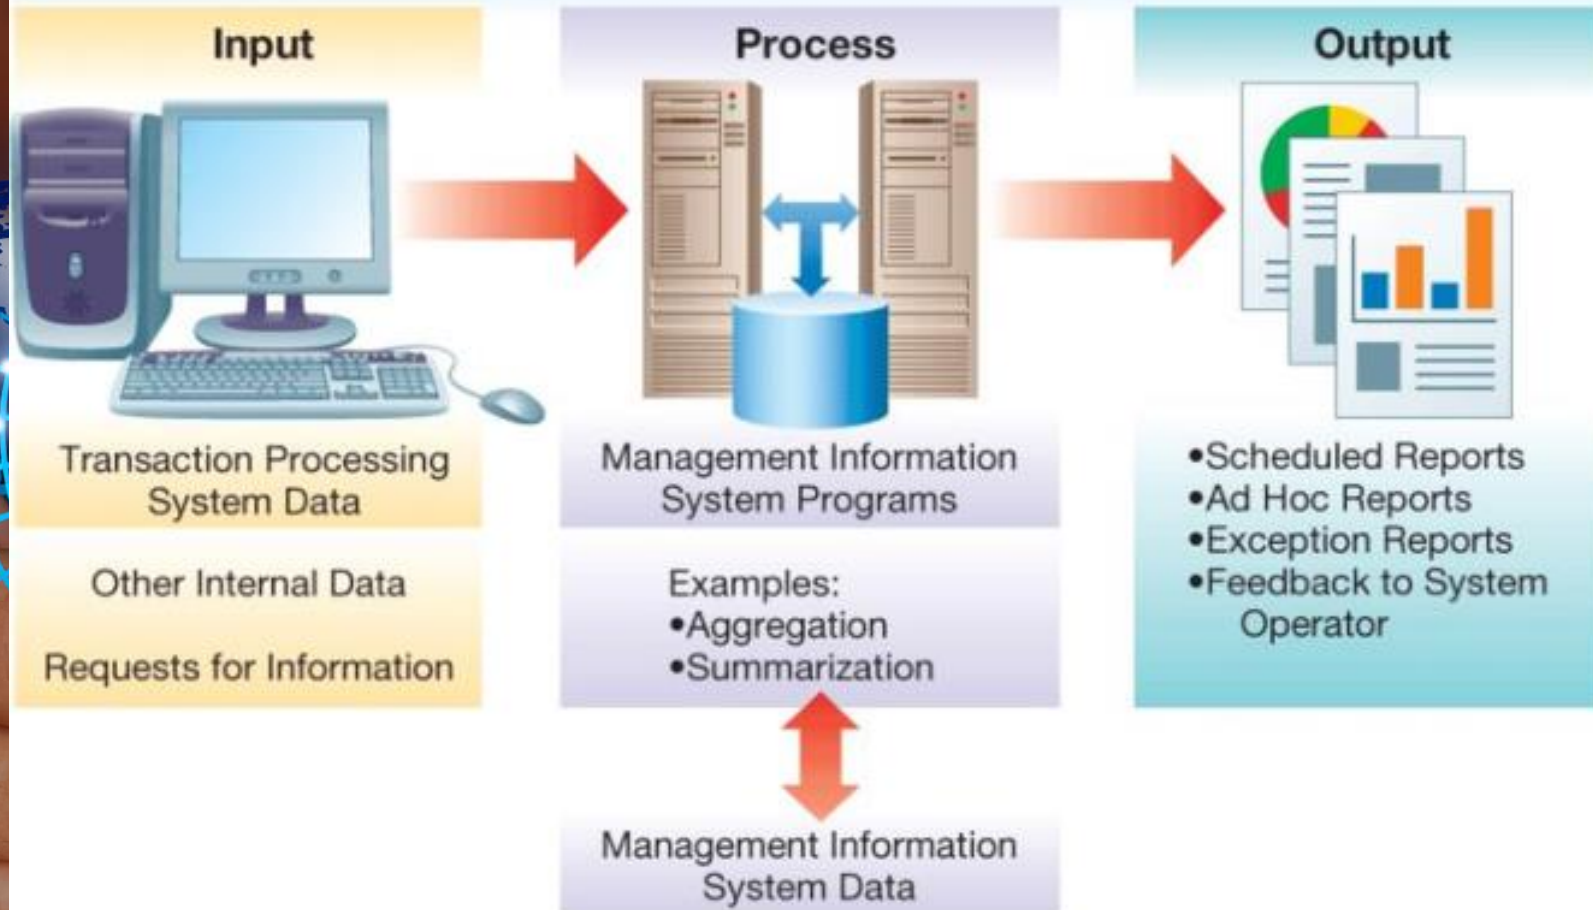 Input
Transaction Processing
System Data
Other Internal Data
Requests for Information
Process
Management Information
System Programs
Examples:
•Aggregation
•Summarization
Management Information
System Data
Output
•Scheduled Reports
•Ad Hoc Reports
•Exception Reports
•Feedback to System
Operator